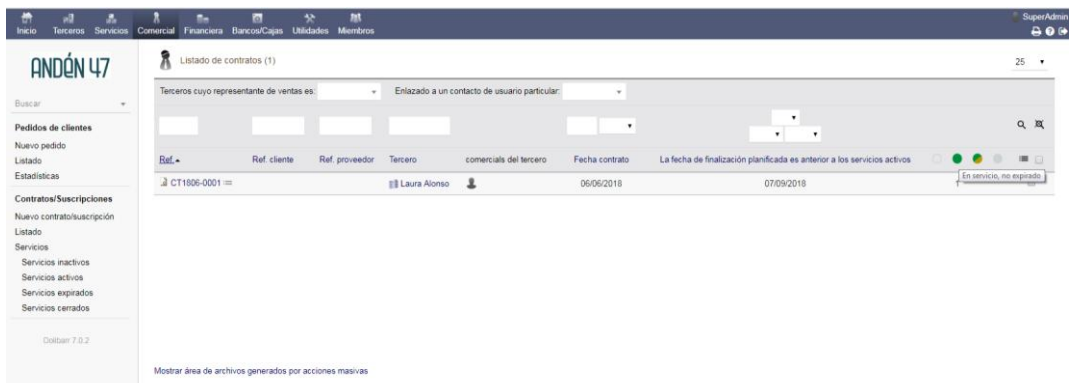 Inicio Terceros Servicios Comercial Financiera Bancos/Cajas Utilidades Miembros SuperAdmin
ANDÉN 47
Listado de contratos (1) 25
Terceros cuyo representante de ventas es: Enlazado a un contacto de usuario particular:
Buscar
Pedidos de clientes
Nuevo pedido
Listado
Estadísticas
Contratos/Suscripciones
Nuevo contrato/suscripción
Listado
Servicios
Servicios inactivos
Servicios activos
Servicios expirados
Servicios cerrados
Dolibarr 7.0.2
Ref. Ref. cliente Ref. proveedor Tercero comercials del tercero Fecha contrato La fecha de finalización planificada es anterior a los servicios activos
CT1806-0001 Laura Alonso 06/06/2018 07/09/2018 1
En servicio, no expirado
Mostrar área de archivos generados por acciones masivas